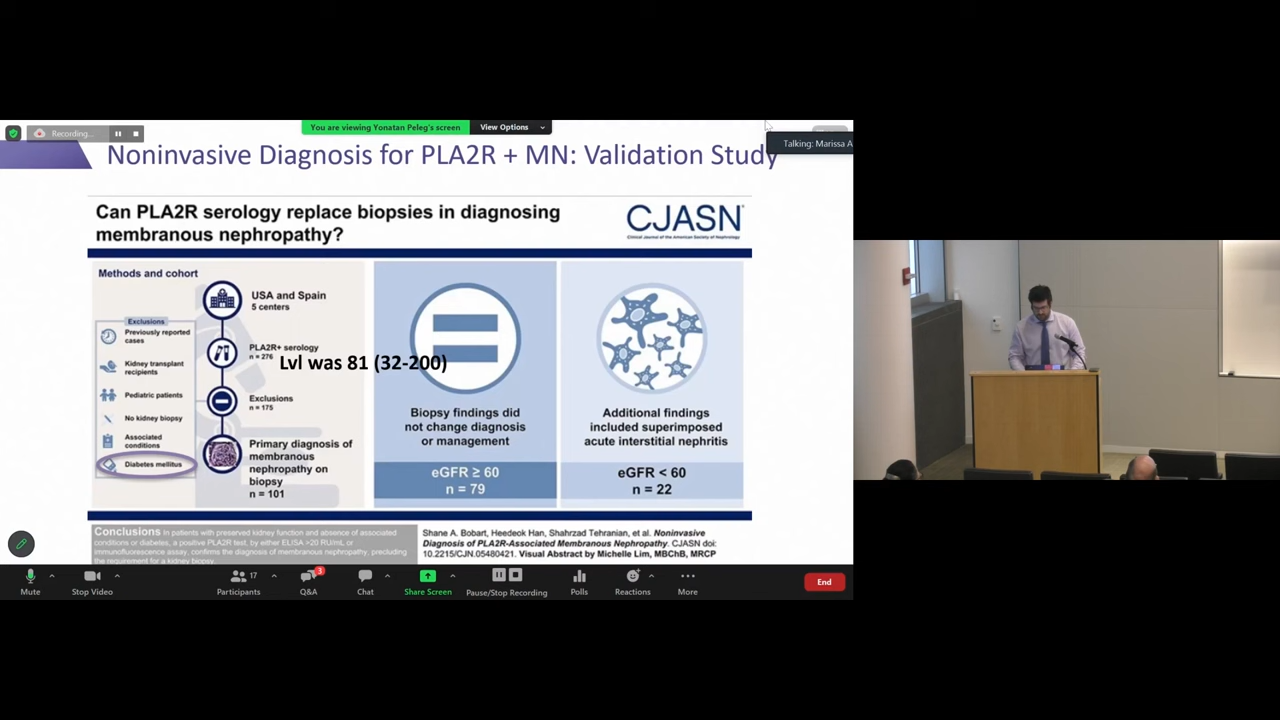 Recording...
You are viewing Yonatan Peleg's screen
View Options
Talking: Marissa A
Noninvasive Diagnosis for PLA2R + MN: Validation Study
Can PLA2R serology replace biopsies in diagnosing
membranous nephropathy?
CJASN
Clinical Journal of the American Society of Nephrology
Methods and cohort
Exclusions
Previously reported
cases
Kidney transplant
recipients
Pediatric patients
No kidney biopsy
Associated
conditions
Diabetes mellitus
USA and Spain
5 centers
PLA2R+ serology
n = 276
Lvl was 81 (32-200)
Exclusions
n = 175
Primary diagnosis of
membranous
nephropathy on
biopsy
n = 101
Biopsy findings did
not change diagnosis
or management
eGFR ≥ 60
n = 79
Additional findings
included superimposed
acute interstitial nephritis
eGFR < 60
n = 22
Conclusions In patients with preserved kidney function and absence of associated
conditions or diabetes, a positive PLA2R test, by either ELISA >20 RU/mL or
immunofluorescence assay, confirms the diagnosis of membranous nephropathy, precluding
the requirement for a kidney biopsy.
Shane A. Bobart, Heedeok Han, Shahrzad Tehranian, et al. Noninvasive
Diagnosis of PLA2R-Associated Membranous Nephropathy. CJASN doi:
10.2215/CJN.05480421. Visual Abstract by Michelle Lim, MBChB, MRCP
Mute
Stop Video
Participants
17
Q&A
3
Chat
Share Screen
Pause/Stop Recording
Polls
Reactions
More
End